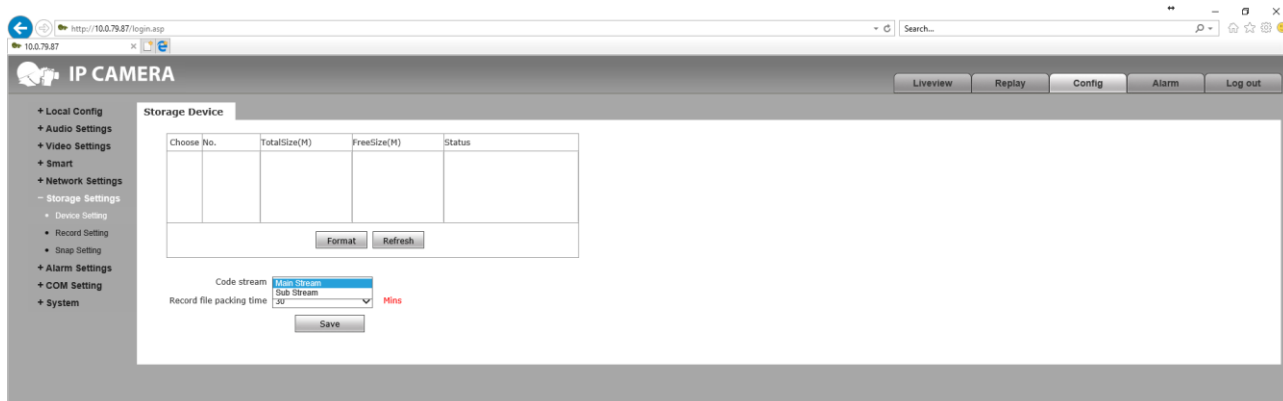 http://10.0.79.87/login.asp
Search...
10.0.79.87
IP CAMERA
Liveview
Replay
Config
Alarm
Log out
+ Local Config
+ Audio Settings
+ Video Settings
+ Smart
+ Network Settings
− Storage Settings
• Device Setting
• Record Setting
• Snap Setting
+ Alarm Settings
+ COM Setting
+ System
Storage Device
Choose No. TotalSize(M) FreeSize(M) Status
Format Refresh
Code stream Main Stream
Sub Stream
Record file packing time 30 Mins
Save